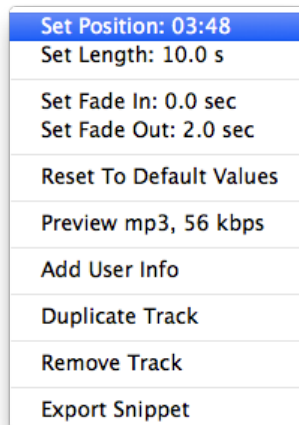 Set Position: 03:48
Set Length: 10.0 s
Set Fade In: 0.0 sec
Set Fade Out: 2.0 sec
Reset To Default Values
Preview mp3, 56 kbps
Add User Info
Duplicate Track
Remove Track
Export Snippet